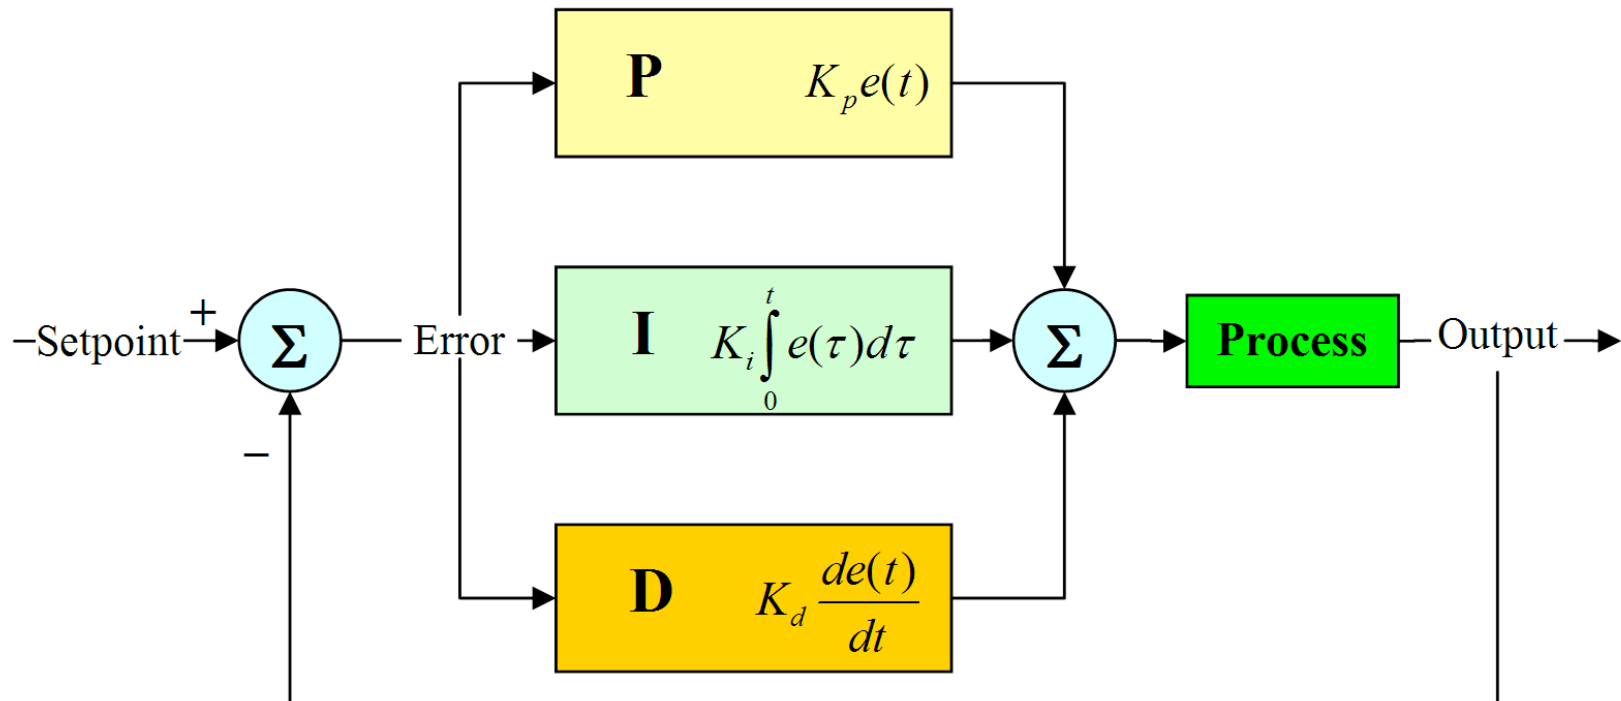 P K_p e(t)
–Setpoint
+
Σ
–
Error
I K_i ∫_0^t e(τ)dτ
Σ
Process
Output
D K_d de(t)/dt